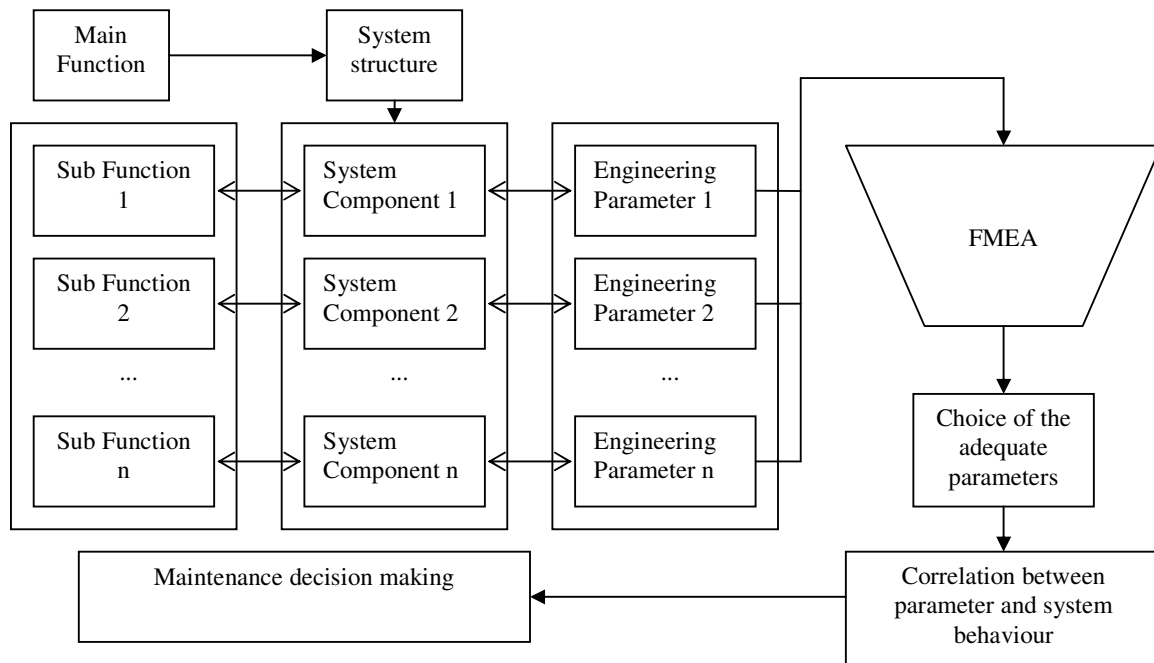 Main
Function
System
structure
Sub Function
1
System
Component 1
Engineering
Parameter 1
FMEA
Sub Function
2
System
Component 2
Engineering
Parameter 2
...
...
...
Sub Function
n
System
Component n
Engineering
Parameter n
Choice of the
adequate
parameters
Maintenance decision making
Correlation between
parameter and system
behaviour